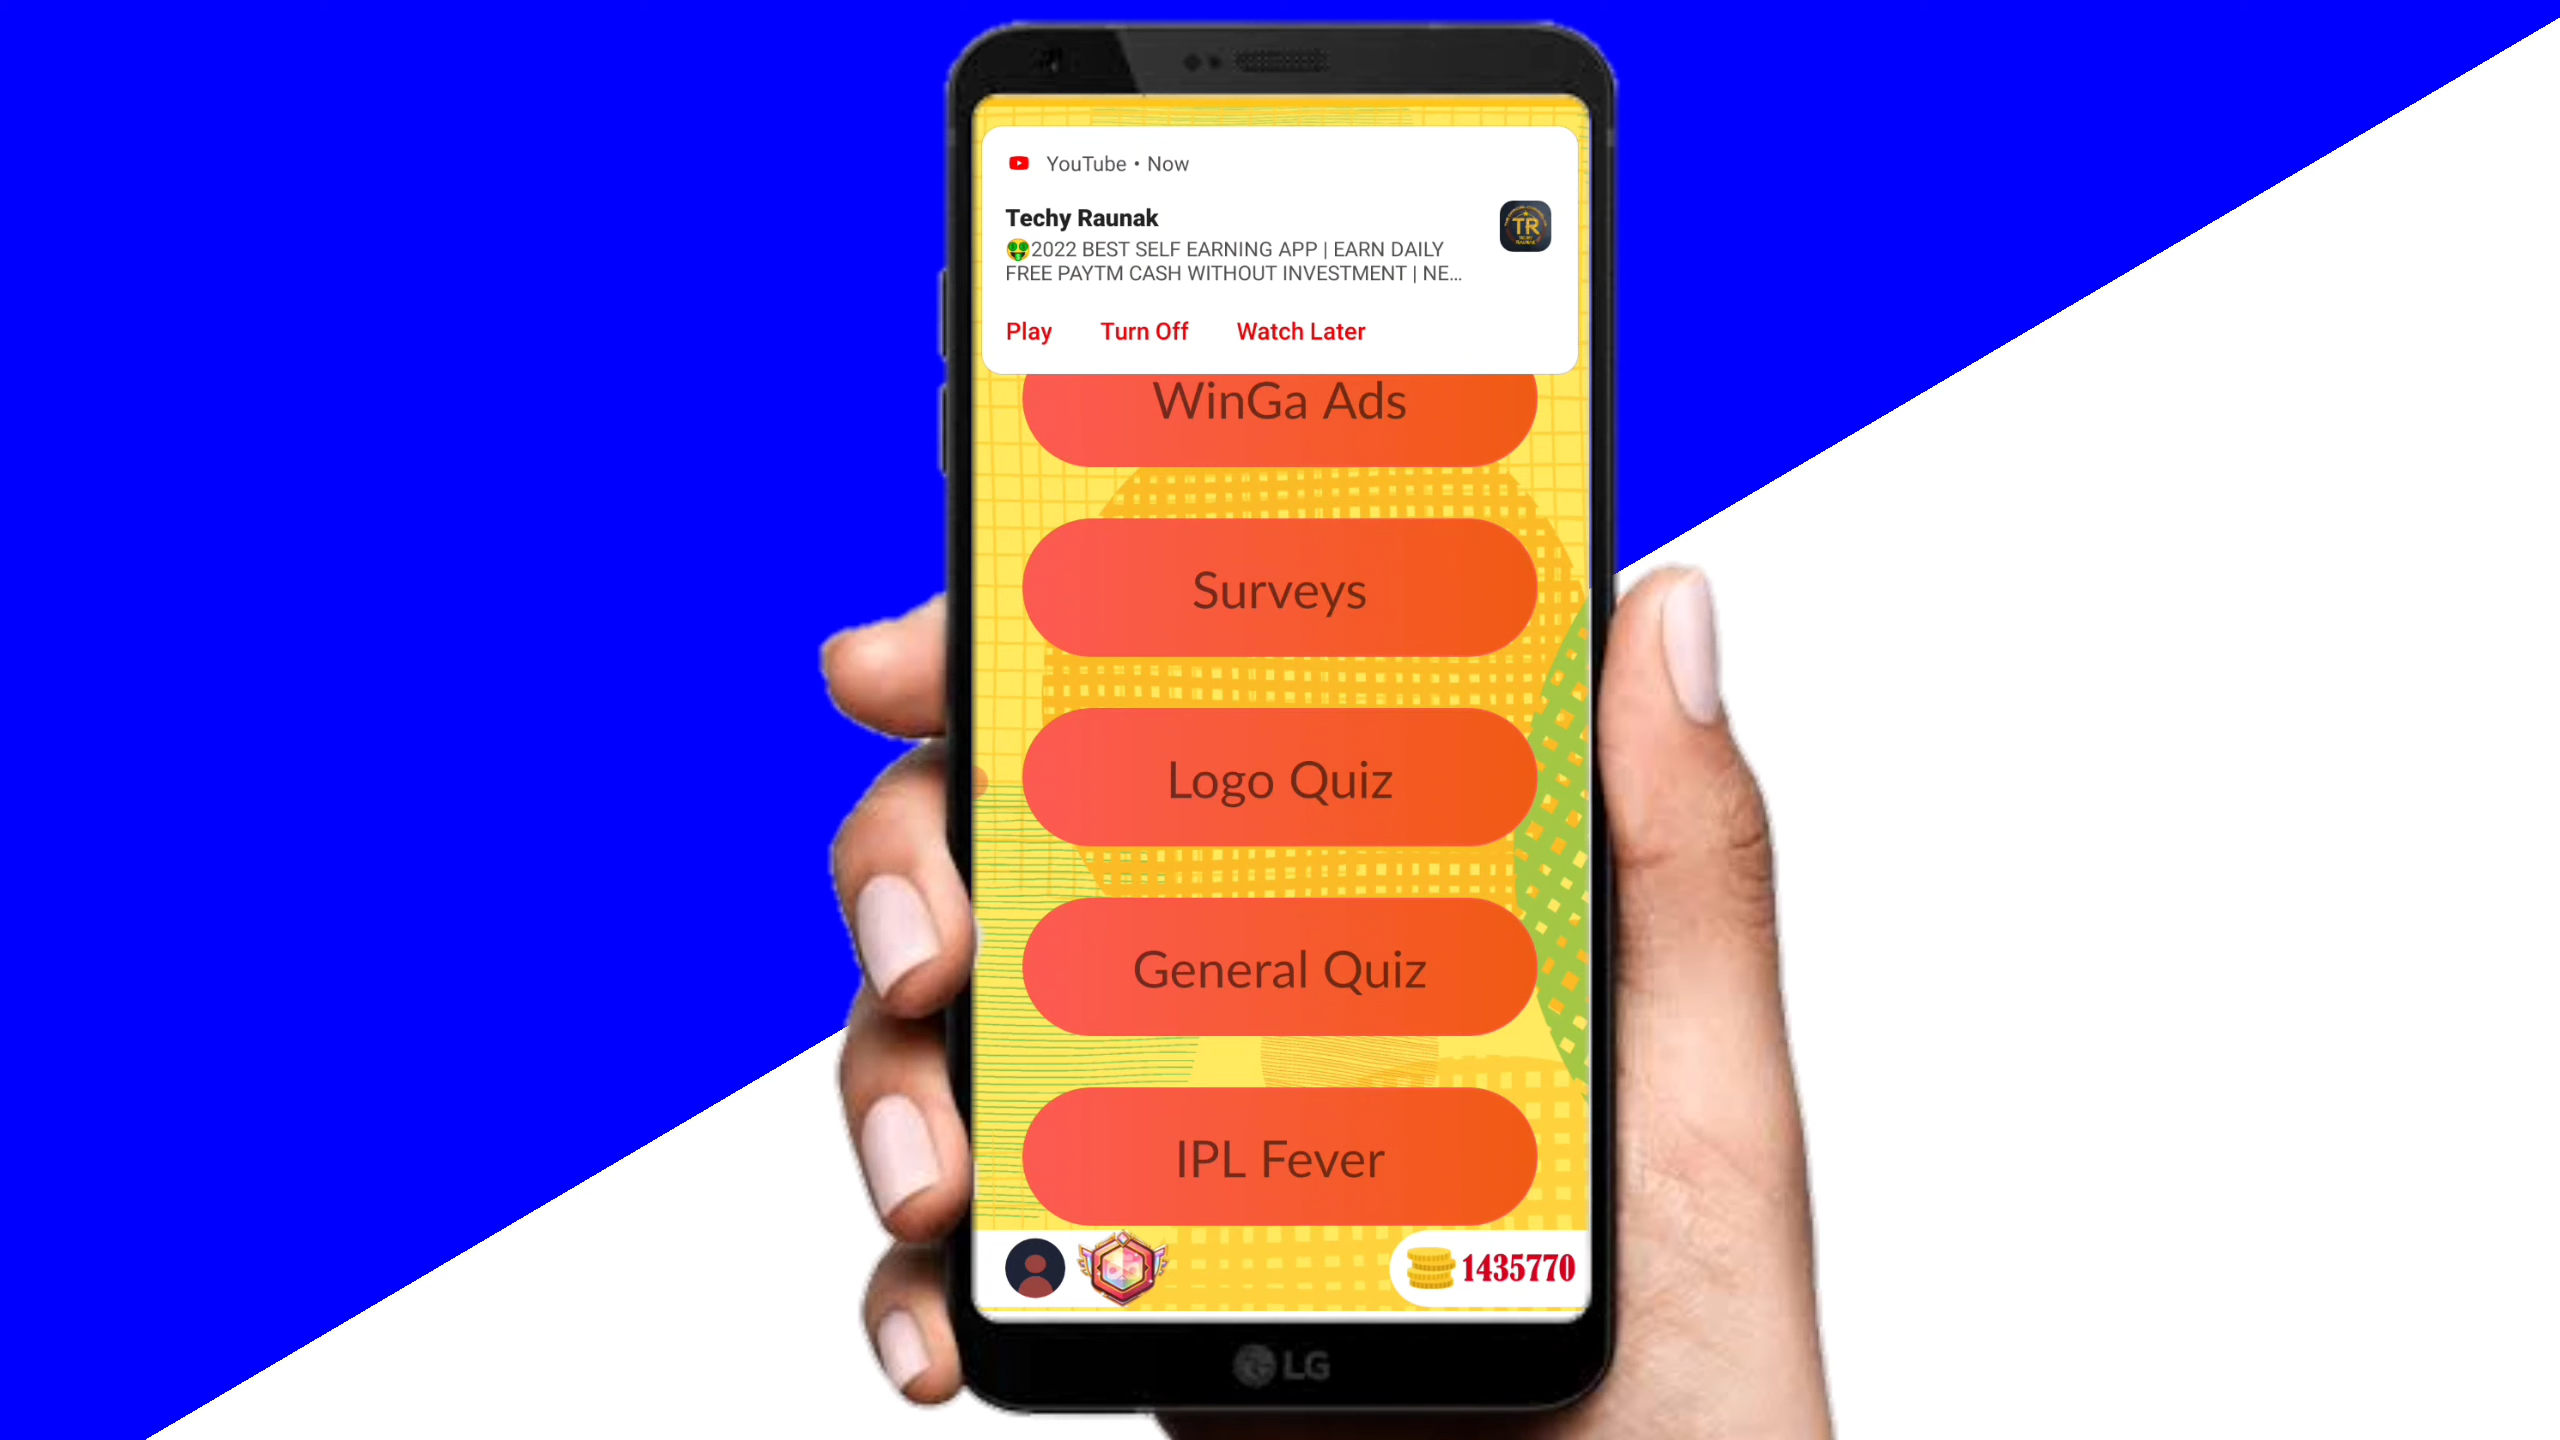 YouTube • Now
Techy Raunak
🤑2022 BEST SELF EARNING APP | EARN DAILY
FREE PAYTM CASH WITHOUT INVESTMENT | NE...
TR
Play Turn Off Watch Later
WinGa Ads
Surveys
Logo Quiz
General Quiz
IPL Fever
1435770
LG